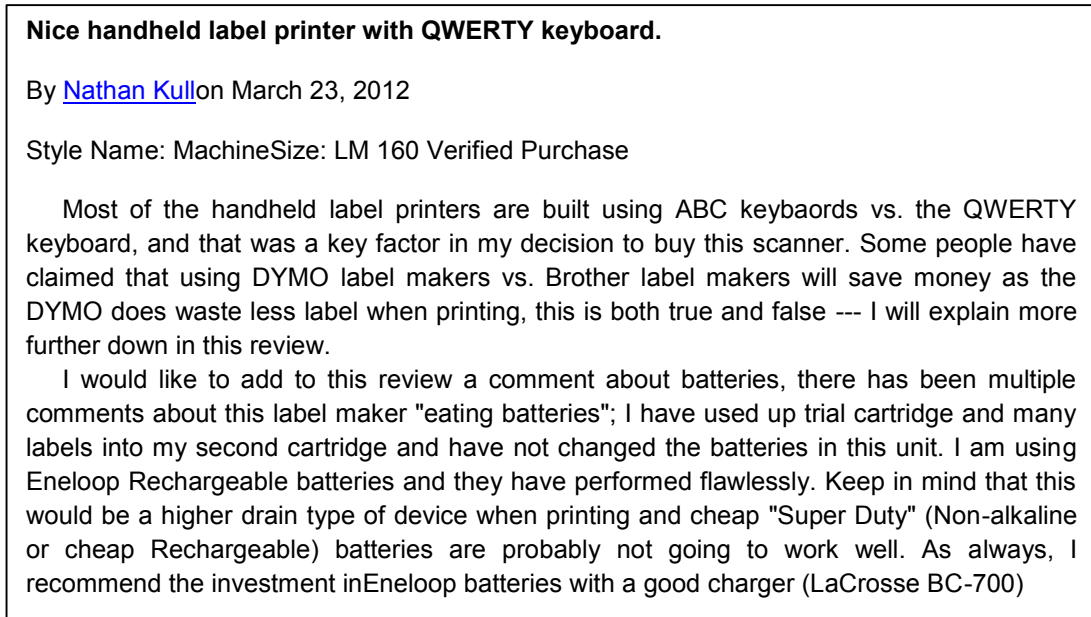 Nice handheld label printer with QWERTY keyboard.
By Nathan Kullon March 23, 2012
Style Name: MachineSize: LM 160 Verified Purchase
Most of the handheld label printers are built using ABC keybaords vs. the QWERTY
keyboard, and that was a key factor in my decision to buy this scanner. Some people have
claimed that using DYMO label makers vs. Brother label makers will save money as the
DYMO does waste less label when printing, this is both true and false --- I will explain more
further down in this review.
I would like to add to this review a comment about batteries, there has been multiple
comments about this label maker "eating batteries"; I have used up trial cartridge and many
labels into my second cartridge and have not changed the batteries in this unit. I am using
Eneloop Rechargeable batteries and they have performed flawlessly. Keep in mind that this
would be a higher drain type of device when printing and cheap "Super Duty" (Non-alkaline
or cheap Rechargeable) batteries are probably not going to work well. As always, I
recommend the investment inEneloop batteries with a good charger (LaCrosse BC-700)